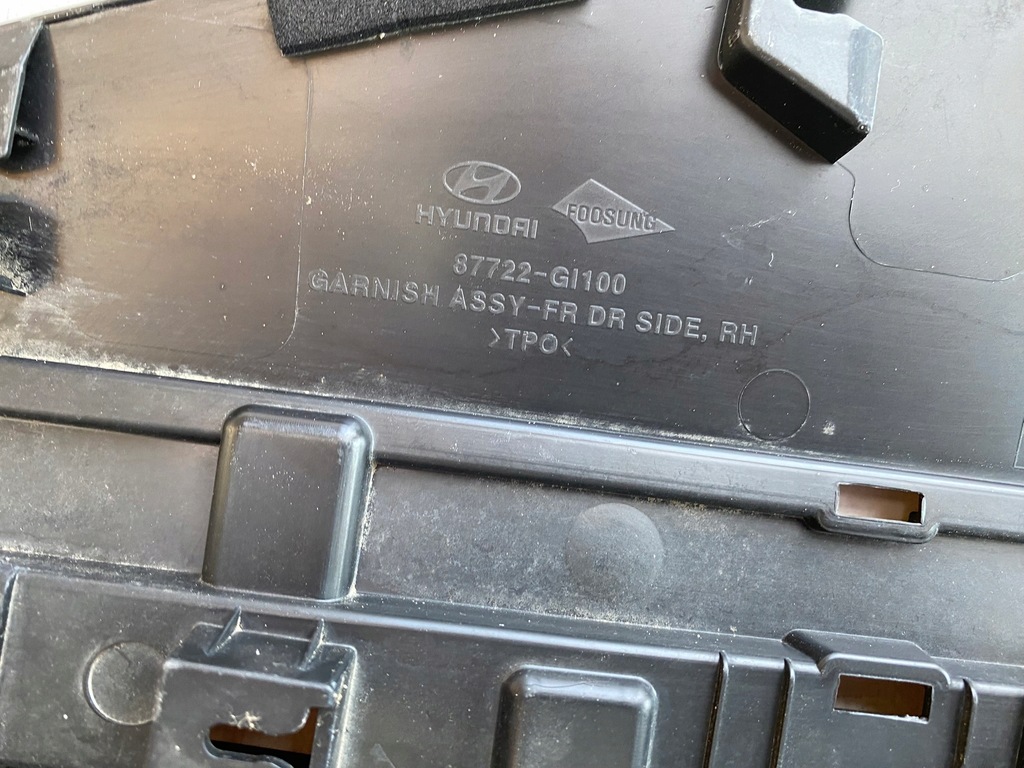 HYUNDAI FOOSUNG
87722-GI100
GARNISH ASSY-FR DR SIDE, RH
>TPO<